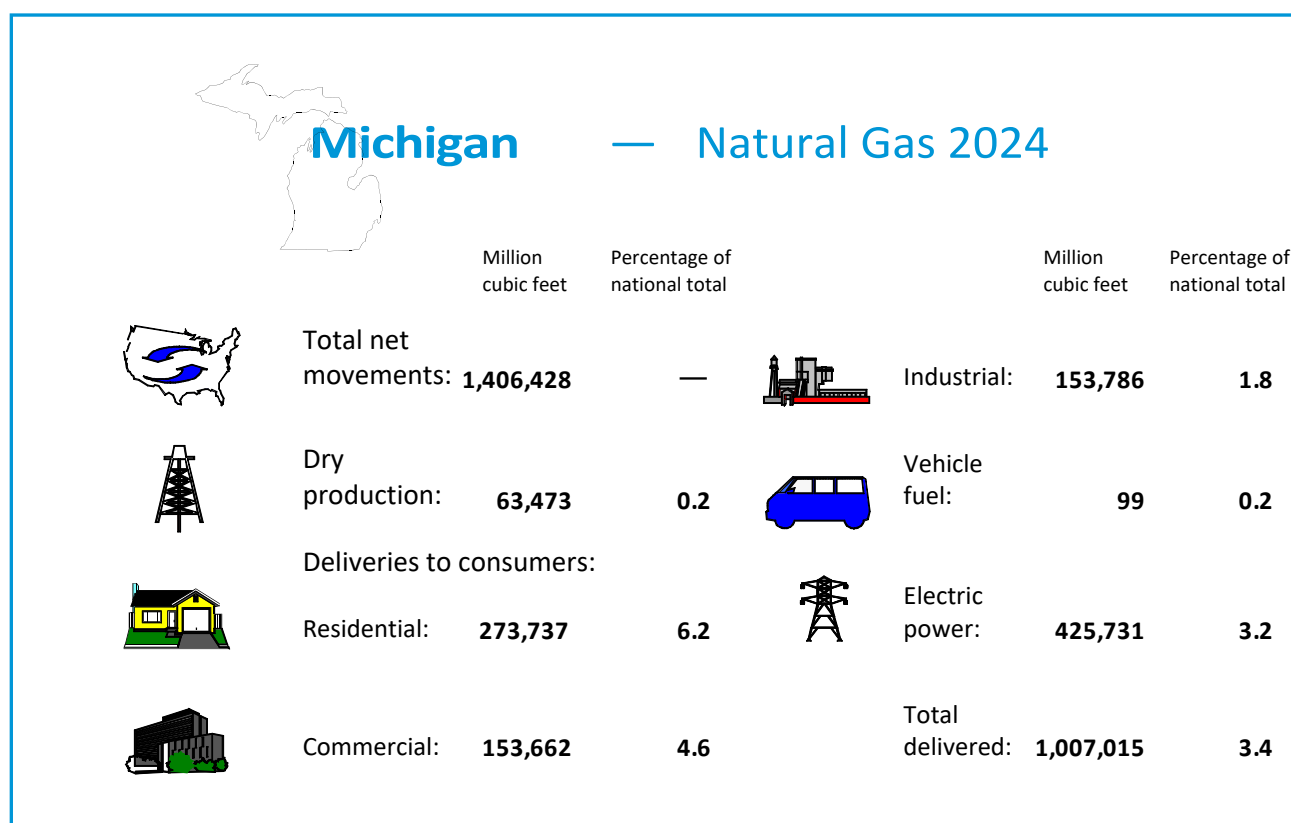 Michigan — Natural Gas 2024
Million cubic feet
Percentage of national total
Million cubic feet
Percentage of national total
Total net
movements: 1,406,428 —
Dry
production: 63,473 0.2
Deliveries to consumers:
Residential: 273,737 6.2
Commercial: 153,662 4.6
Industrial: 153,786 1.8
Vehicle
fuel: 99 0.2
Electric
power: 425,731 3.2
Total
delivered: 1,007,015 3.4